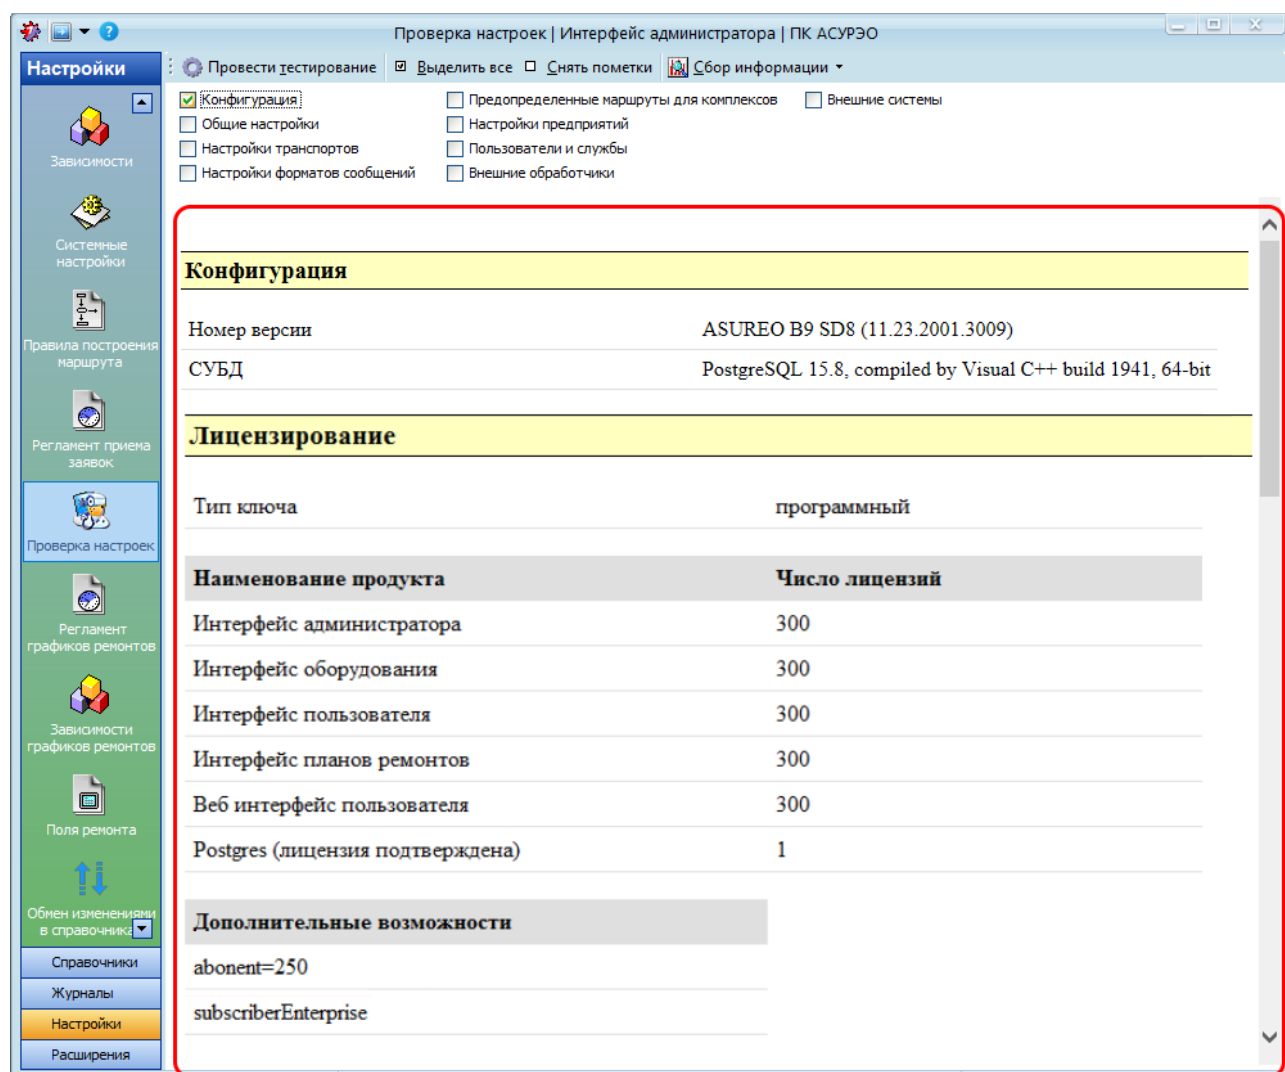 Проверка настроек | Интерфейс администратора | ПК АСУРЭО
Настройки
Провести тестирование
Выделить все
Снять пометки
Сбор информации
Конфигурация
Предопределенные маршруты для комплексов
Внешние системы
Общие настройки
Настройки предприятий
Настройки транспортов
Пользователи и службы
Настройки форматов сообщений
Внешние обработчики
Зависимости
Системные
настройки
Правила построения
маршрута
Регламент приема
заявок
Проверка настроек
Регламент
графиков ремонтов
Зависимости
графиков ремонтов
Поля ремонта
Обмен изменениями
в справочника
Справочники
Журналы
Настройки
Расширения
Конфигурация
Номер версии ASUREO B9 SD8 (11.23.2001.3009)
СУБД PostgreSQL 15.8, compiled by Visual C++ build 1941, 64-bit
Лицензирование
Тип ключа программный
Наименование продукта Число лицензий
Интерфейс администратора 300
Интерфейс оборудования 300
Интерфейс пользователя 300
Интерфейс планов ремонтов 300
Веб интерфейс пользователя 300
Postgres (лицензия подтверждена) 1
Дополнительные возможности
abonent=250
subscriberEnterprise